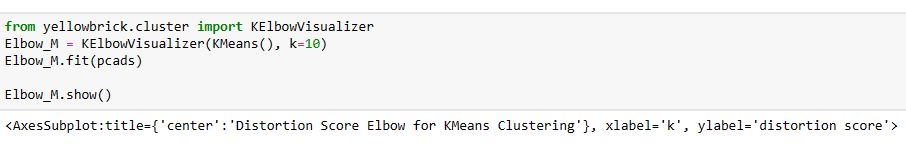 from yellowbrick.cluster import KElbowVisualizer
Elbow_M = KElbowVisualizer(KMeans(), k=10)
Elbow_M.fit(pcads)
Elbow_M.show()
<AxesSubplot:title={'center':'Distortion Score Elbow for KMeans Clustering'}, xlabel='k', ylabel='distortion score'>